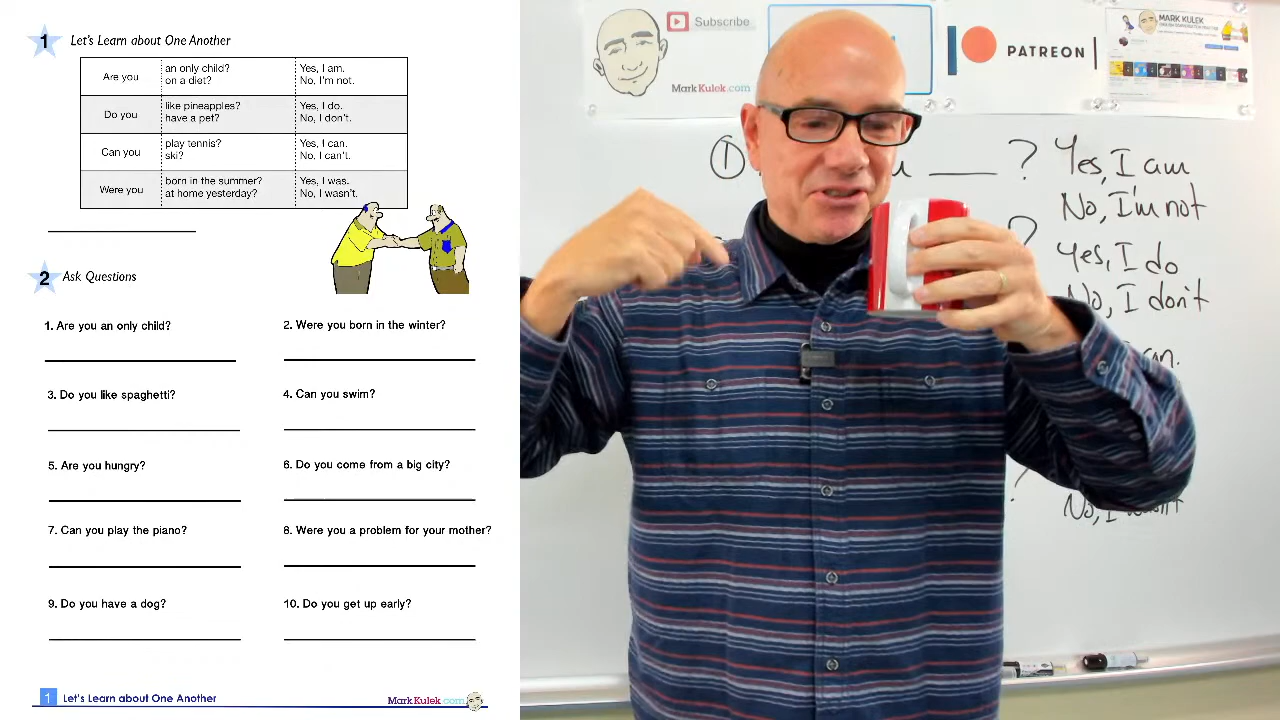 1 Let's Learn about One Another
Are you
an only child?
Yes, I am.
on a diet?
No, I'm not.
Do you
like pineapples?
Yes, I do.
No, I don't.
Can you
play
Yes, I can.
ski?
No, I can't.
Were you
born in the summer?
Yes, I was.
at home yesterday?
No, I wasn't.
2 Ask Questions
1. Are you an only child?
2. Were you born in the winter?
3. Do you like spaghetti?
4. Can you swim?
5. Are you hungry?
6. Do you come from a big city?
7. Can you play the piano?
8. Were you a problem for your mother?
9. Do you have a dog?
10. Do you get up early?
1 Let's Learn about One Another
MarkKulek.com
Subscribe
MarkKulek.com
PATREON
MARK KULEK
① ___ ?
Yes, I am
No, I'm not
?
Yes, I do
No, I don't
?
No, I wasn't